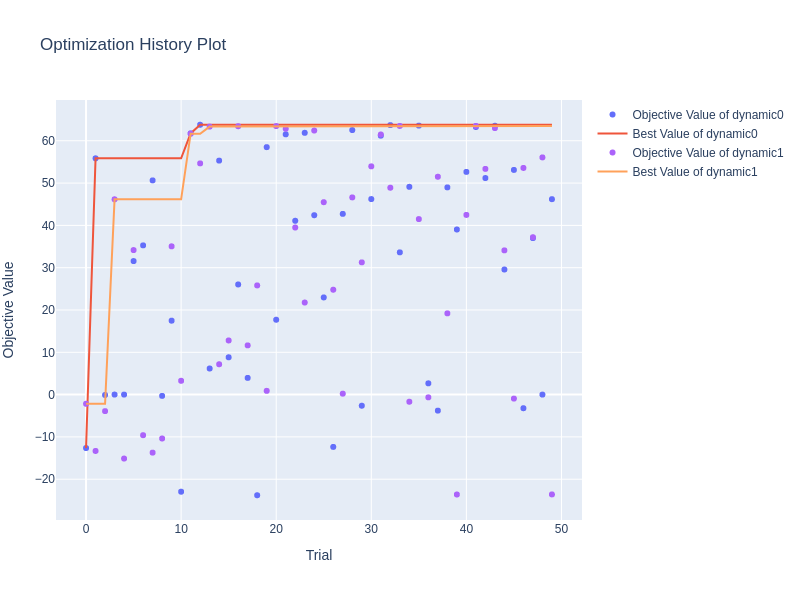 Optimization History Plot
Objective Value of dynamic0
Best Value of dynamic0
Objective Value of dynamic1
Best Value of dynamic1
Objective Value
60
50
40
30
20
10
0
−10
−20
0
10
20
30
40
50
Trial